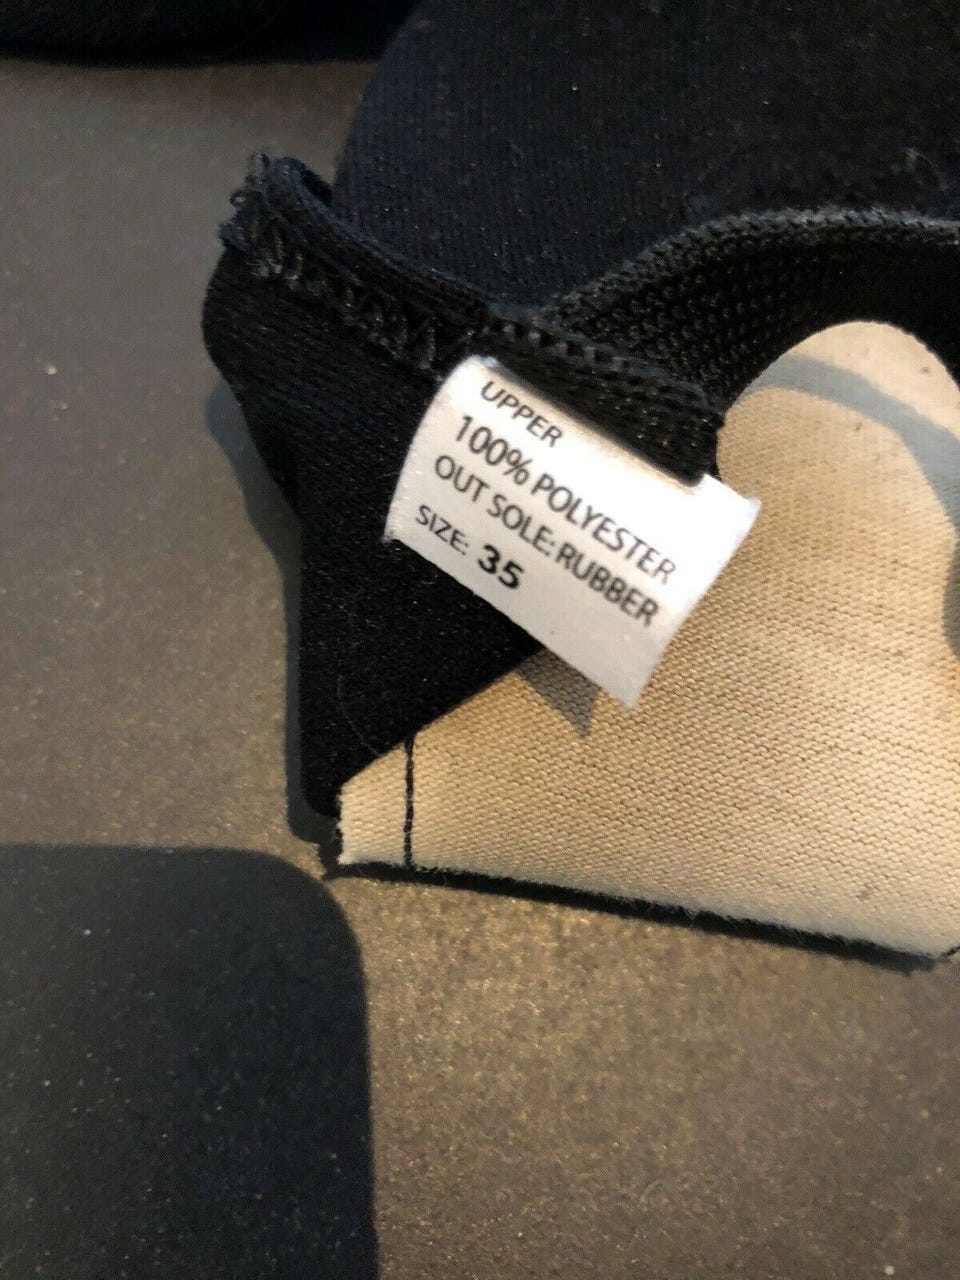 UPPER
100% POLYESTER
OUT SOLE: RUBBER
SIZE: 35